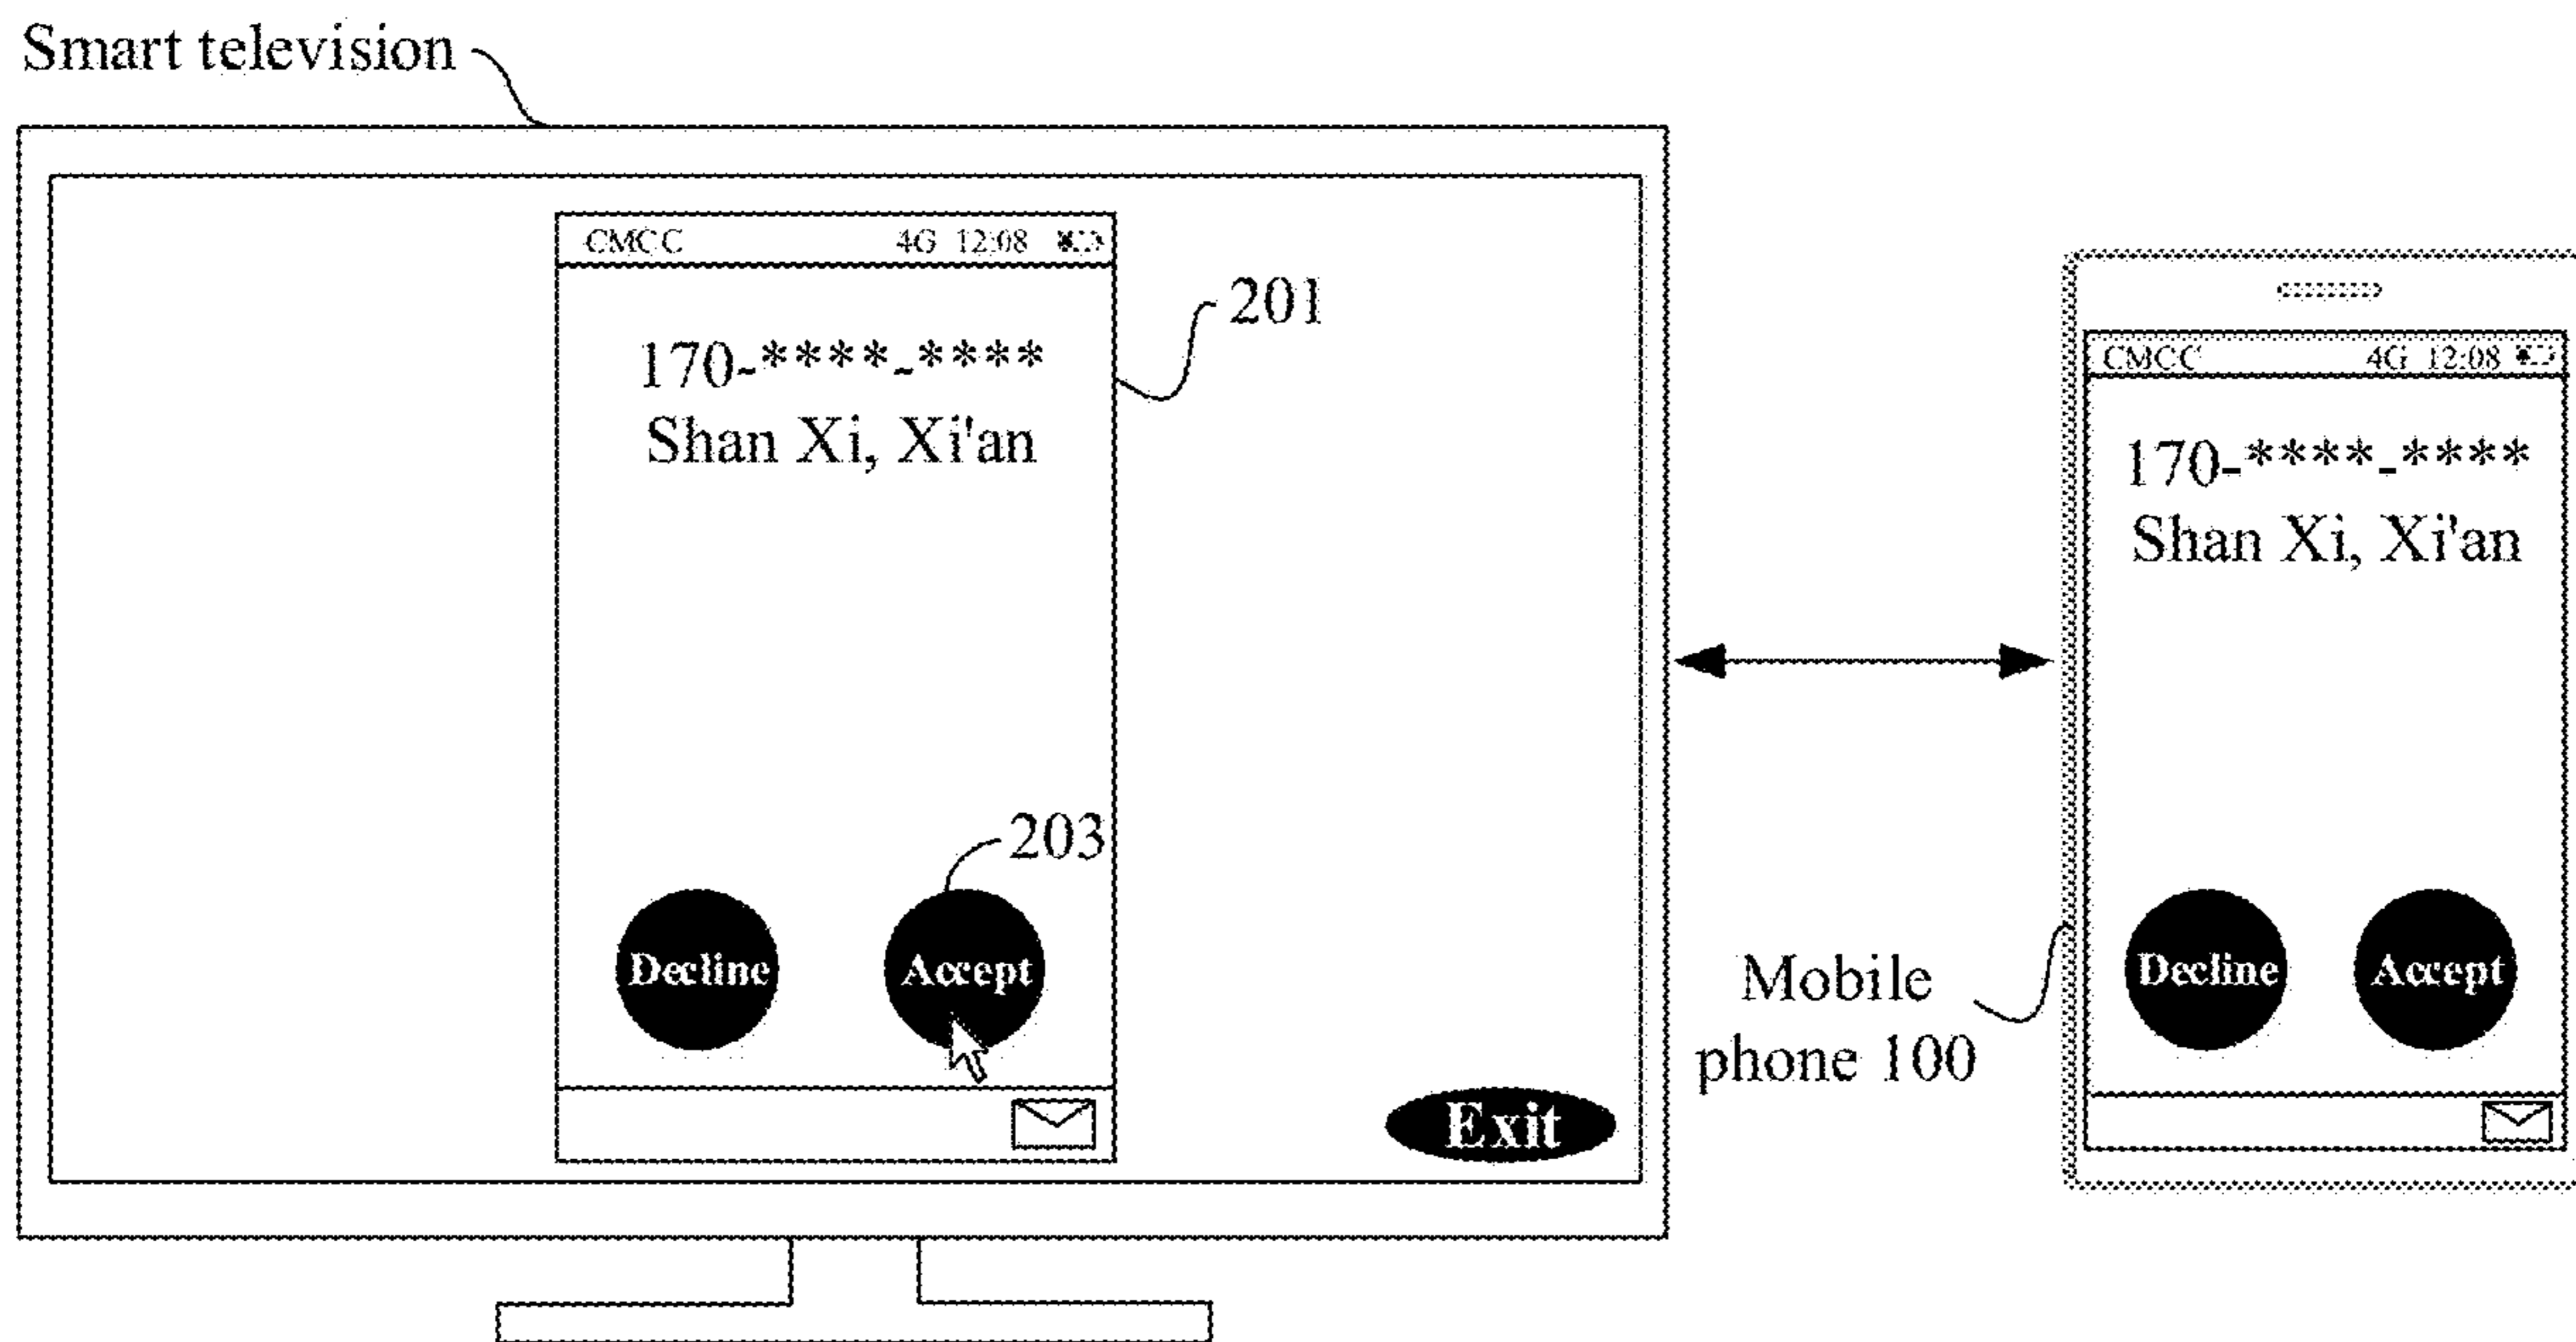 Smart television
CMCC 4G 12:08
201
170-****-****
Shan Xi, Xi'an
203
Decline Accept
Exit
CMCC 4G 12:08
170-****-****
Shan Xi, Xi'an
Decline Accept
Mobile
phone 100